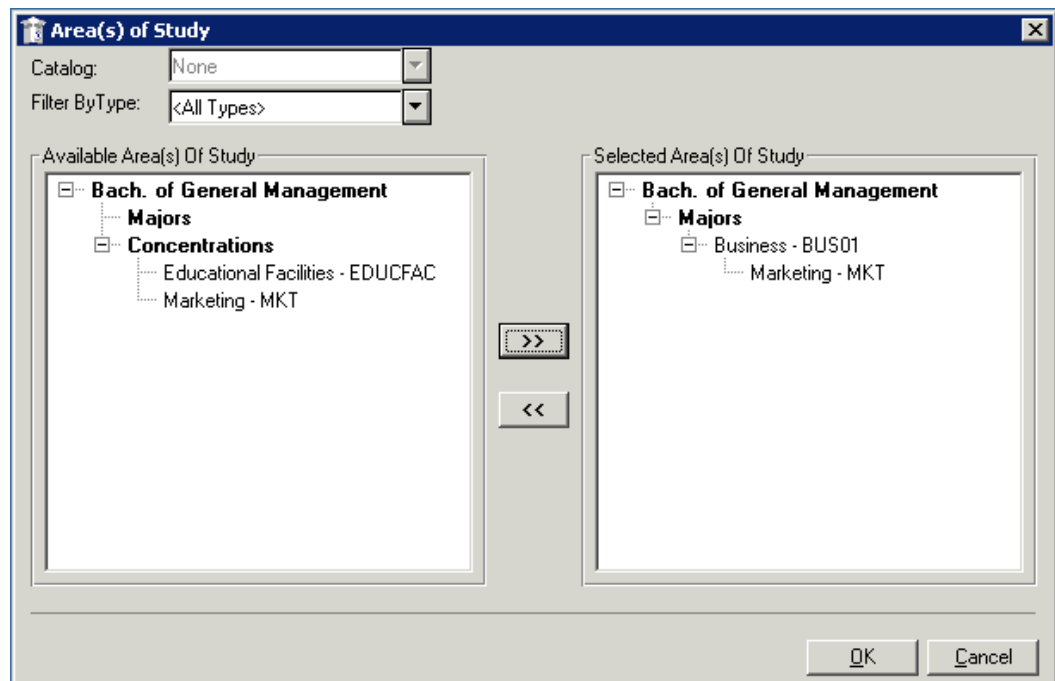 Area(s) of Study
Catalog: None
Filter ByType: <All Types>
Available Area(s) Of Study
Bach. of General Management
Majors
Concentrations
Educational Facilities - EDUCFAC
Marketing - MKT
>>
<<
Selected Area(s) Of Study
Bach. of General Management
Majors
Business - BUS01
Marketing - MKT
OK
Cancel